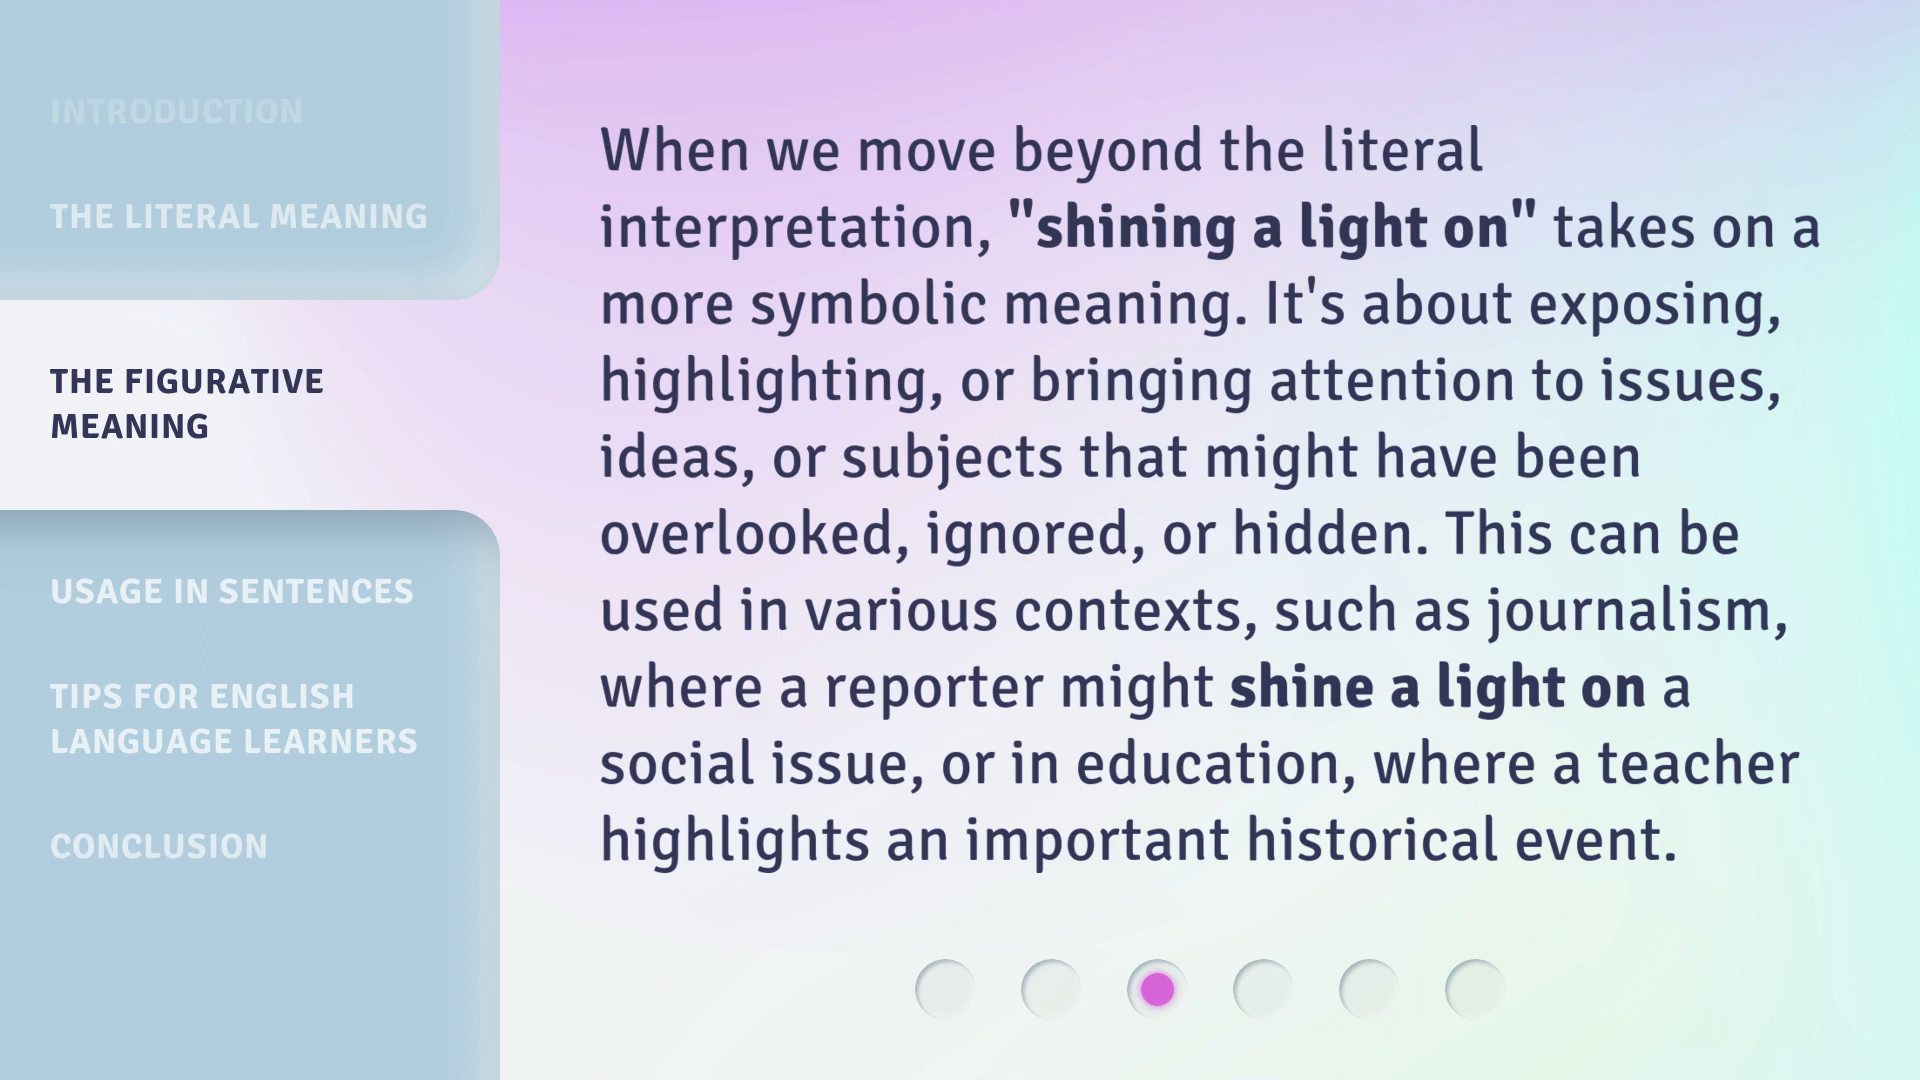 INTRODUCTION
THE LITERAL MEANING
THE FIGURATIVE
MEANING
USAGE IN SENTENCES
TIPS FOR ENGLISH
LANGUAGE LEARNERS
CONCLUSION
When we move beyond the literal
interpretation, "shining a light on" takes on a
more symbolic meaning. It's about exposing,
highlighting, or bringing attention to issues,
ideas, or subjects that might have been
overlooked, ignored, or hidden. This can be
used in various contexts, such as journalism,
where a reporter might shine a light on a
social issue, or in education, where a teacher
highlights an important historical event.